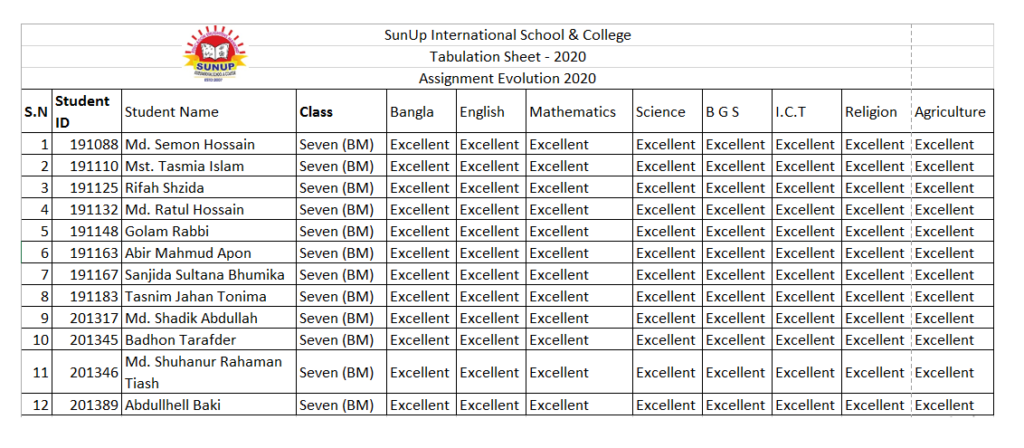 SunUp International School & College
Tabulation Sheet - 2020
Assignment Evolution 2020
SUNUP
S.N Student ID Student Name Class Bangla English Mathematics Science B G S I.C.T Religion Agriculture
1 191088 Md. Semon Hossain Seven (BM) Excellent Excellent Excellent Excellent Excellent Excellent Excellent Excellent
2 191110 Mst. Tasmia Islam Seven (BM) Excellent Excellent Excellent Excellent Excellent Excellent Excellent Excellent
3 191125 Rifah Shzida Seven (BM) Excellent Excellent Excellent Excellent Excellent Excellent Excellent Excellent
4 191132 Md. Ratul Hossain Seven (BM) Excellent Excellent Excellent Excellent Excellent Excellent Excellent Excellent
5 191148 Golam Rabbi Seven (BM) Excellent Excellent Excellent Excellent Excellent Excellent Excellent Excellent
6 191163 Abir Mahmud Apon Seven (BM) Excellent Excellent Excellent Excellent Excellent Excellent Excellent Excellent
7 191167 Sanjida Sultana Bhumika Seven (BM) Excellent Excellent Excellent Excellent Excellent Excellent Excellent Excellent
8 191183 Tasnim Jahan Tonima Seven (BM) Excellent Excellent Excellent Excellent Excellent Excellent Excellent Excellent
9 201317 Md. Shadik Abdullah Seven (BM) Excellent Excellent Excellent Excellent Excellent Excellent Excellent Excellent
10 201345 Badhon Tarafder Seven (BM) Excellent Excellent Excellent Excellent Excellent Excellent Excellent Excellent
11 201346 Md. Shuhanur Rahaman Tiash Seven (BM) Excellent Excellent Excellent Excellent Excellent Excellent Excellent Excellent
12 201389 Abdullhell Baki Seven (BM) Excellent Excellent Excellent Excellent Excellent Excellent Excellent Excellent